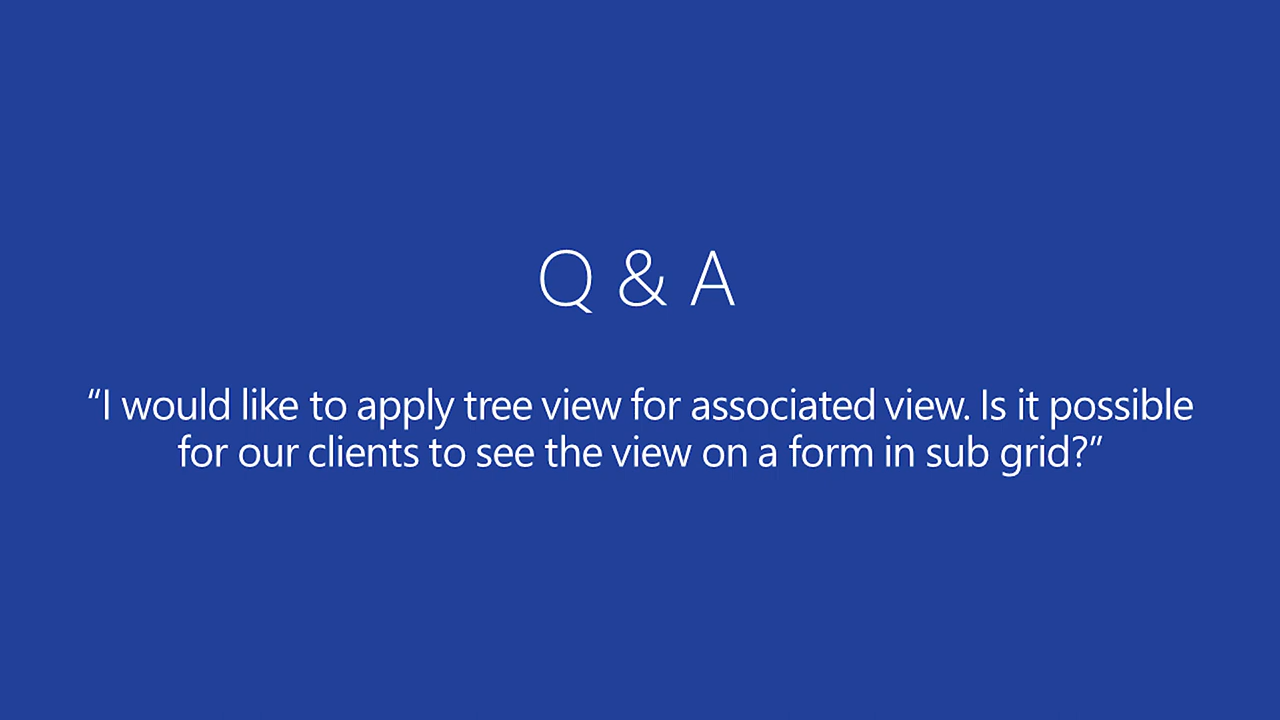 Q & A
“I would like to apply tree view for associated view. Is it possible
for our clients to see the view on a form in sub grid?”